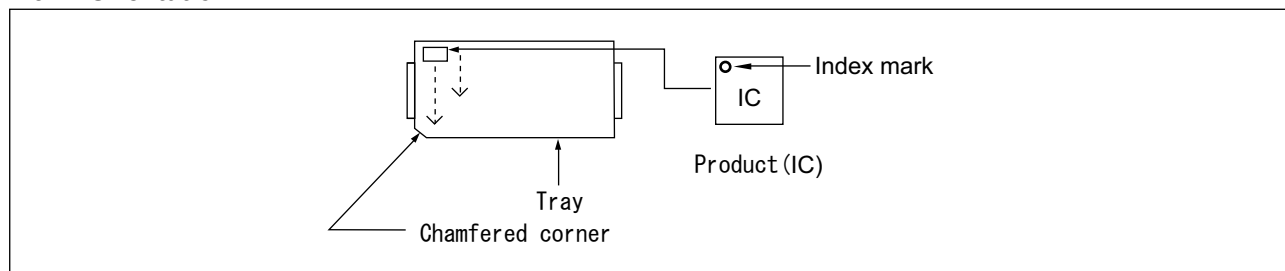 Index mark
IC
Product(IC)
Tray
Chamfered corner